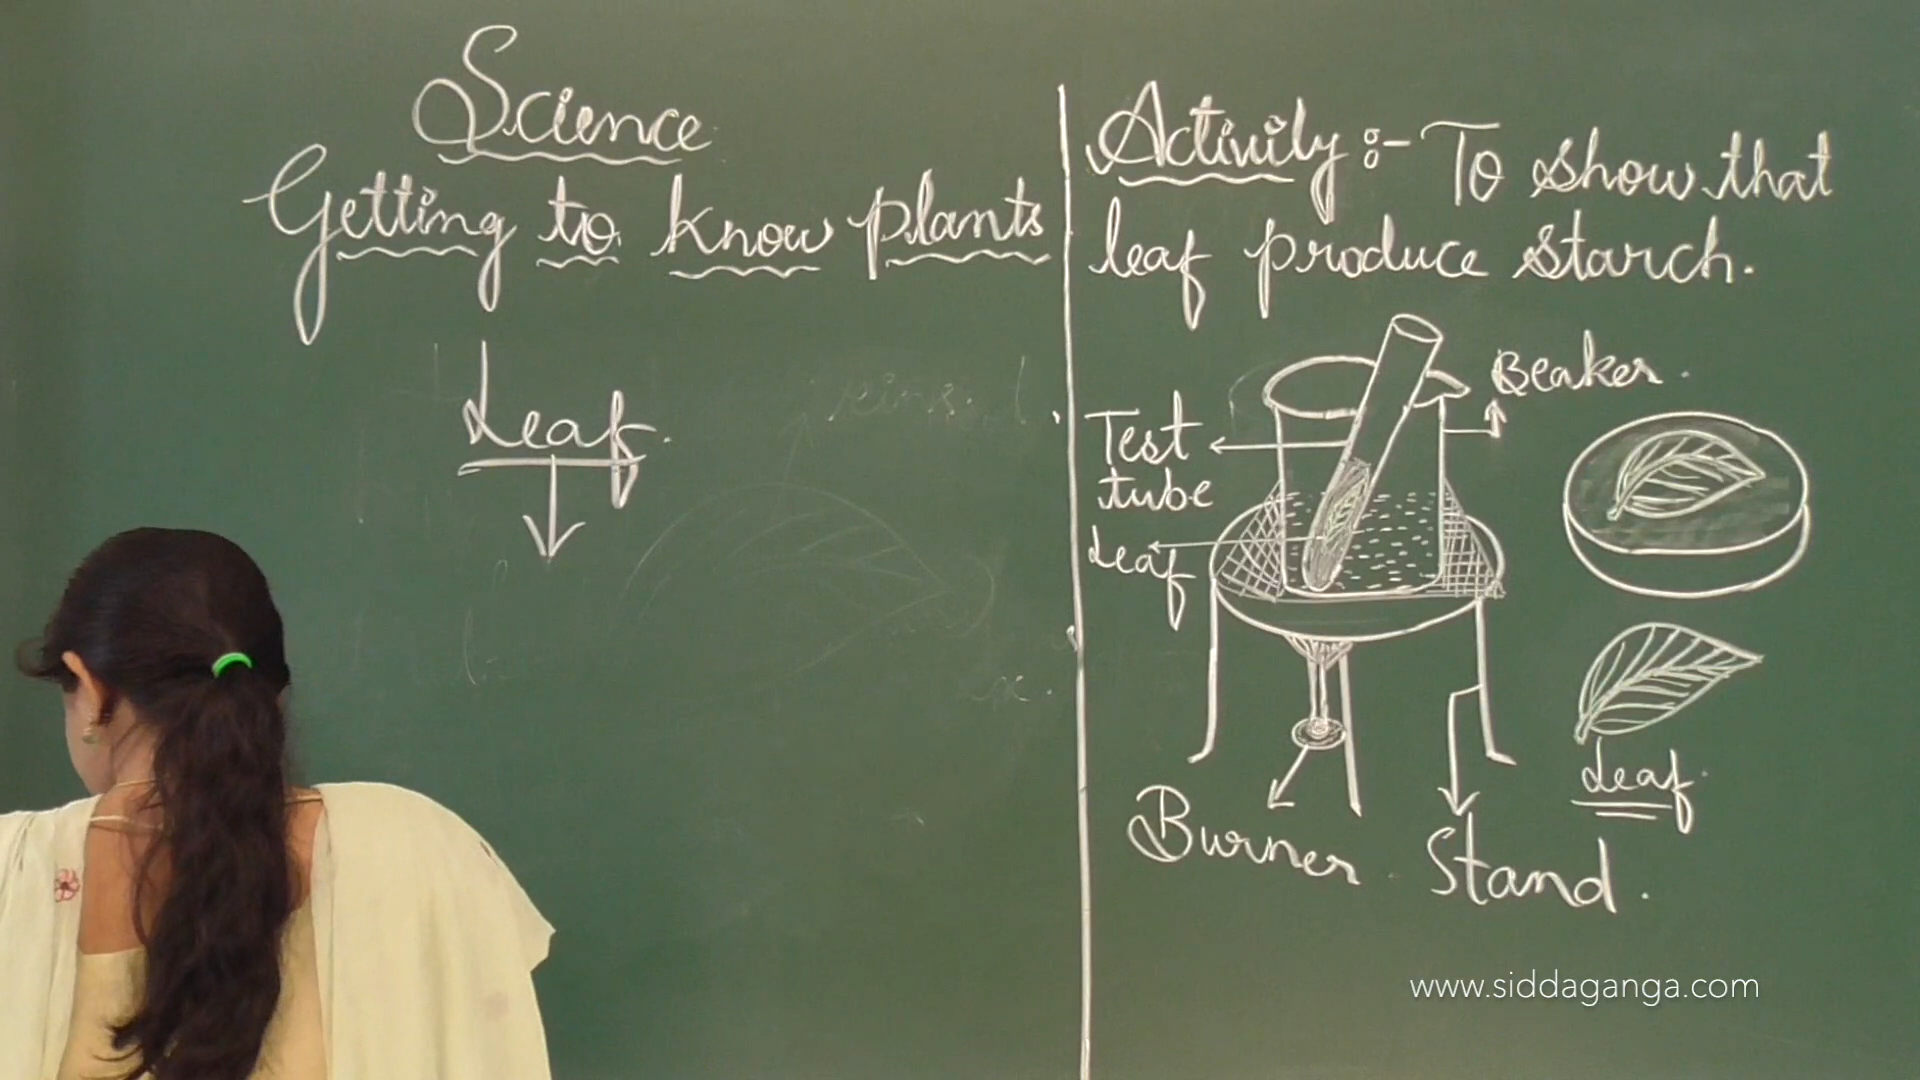 Science
Getting to know plants
Leaf.
Activity :- To show that
leaf produce starch.
Beaker.
Test
tube
Leaf
Leaf.
Burner.
Stand.
www.siddaganga.com